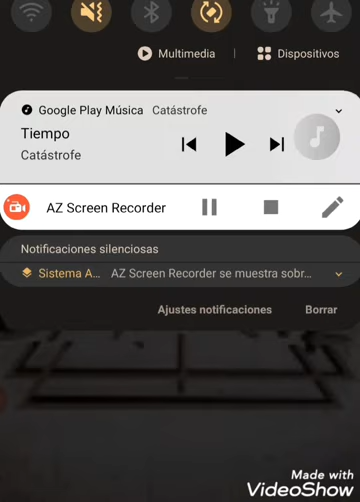 Multimedia | Dispositivos
Google Play Música Catástrofe
Tiempo
Catástrofe
AZ Screen Recorder
Notificaciones silenciosas
Sistema A... AZ Screen Recorder se muestra sobr...
Ajustes notificaciones Borrar
Made with
VideoShow